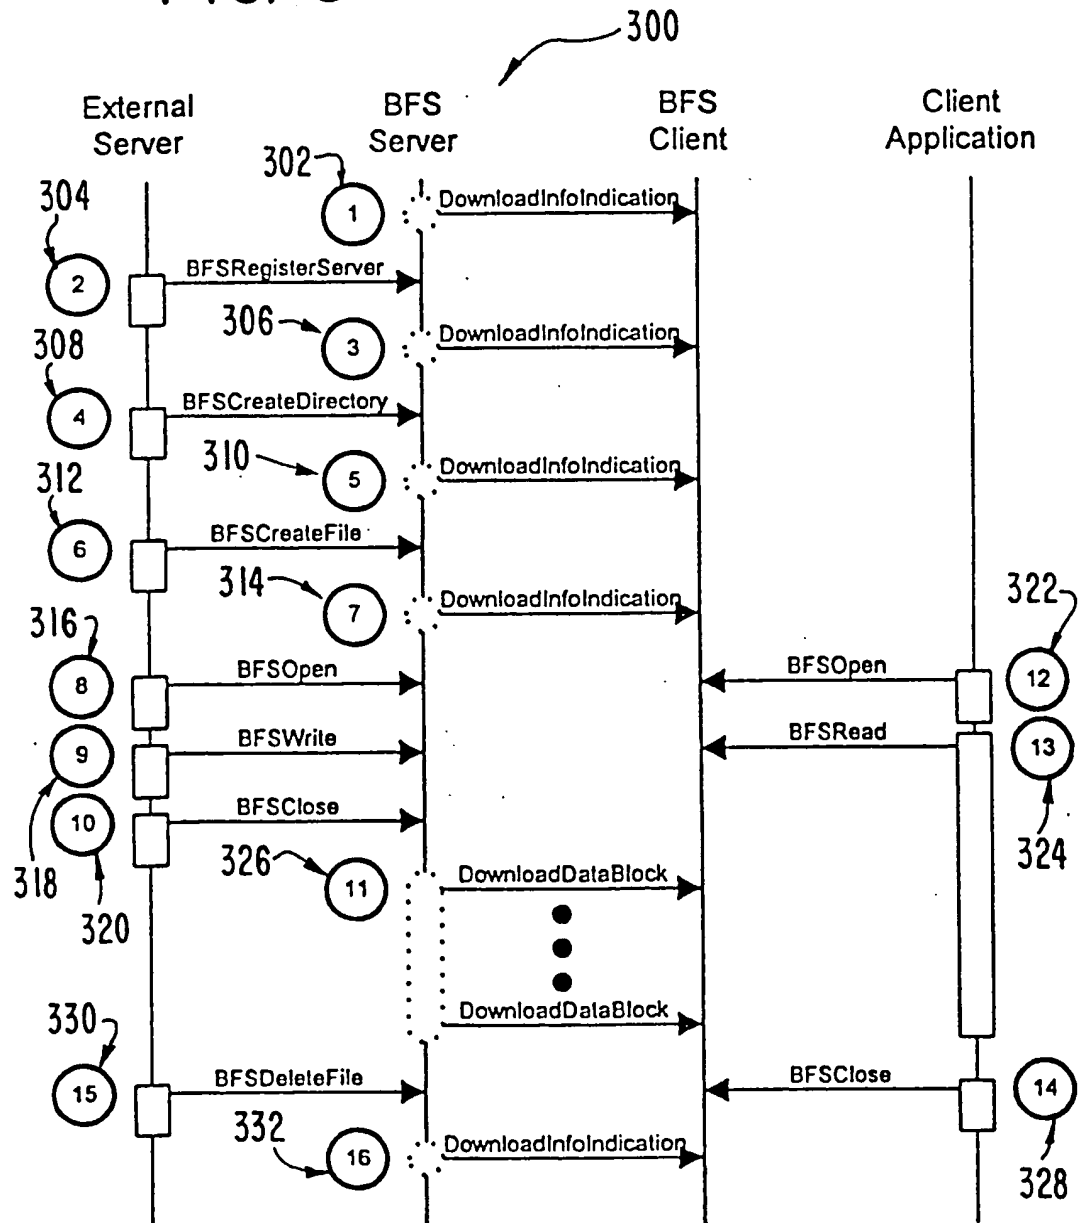 300
External Server
BFS Server
BFS Client
Client Application
302
1
DownloadInfoIndication
304
2
BFSRegisterServer
306
3
DownloadInfoIndication
308
4
BFSCreateDirectory
310
5
DownloadInfoIndication
312
6
BFSCreateFile
314
7
DownloadInfoIndication
316
8
BFSOpen
BFSOpen
12
322
9
318
BFSWrite
BFSRead
13
324
10
320
BFSClose
326
11
DownloadDataBlock
DownloadDataBlock
330
15
BFSDeleteFile
BFSClose
14
328
332
16
DownloadInfoIndication